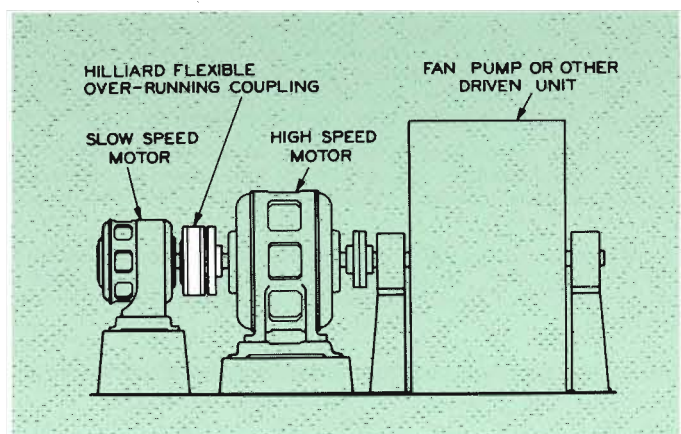 HILLIARD FLEXIBLE
OVER-RUNNING COUPLING
SLOW SPEED
MOTOR
HIGH SPEED
MOTOR
FAN PUMP OR OTHER
DRIVEN UNIT